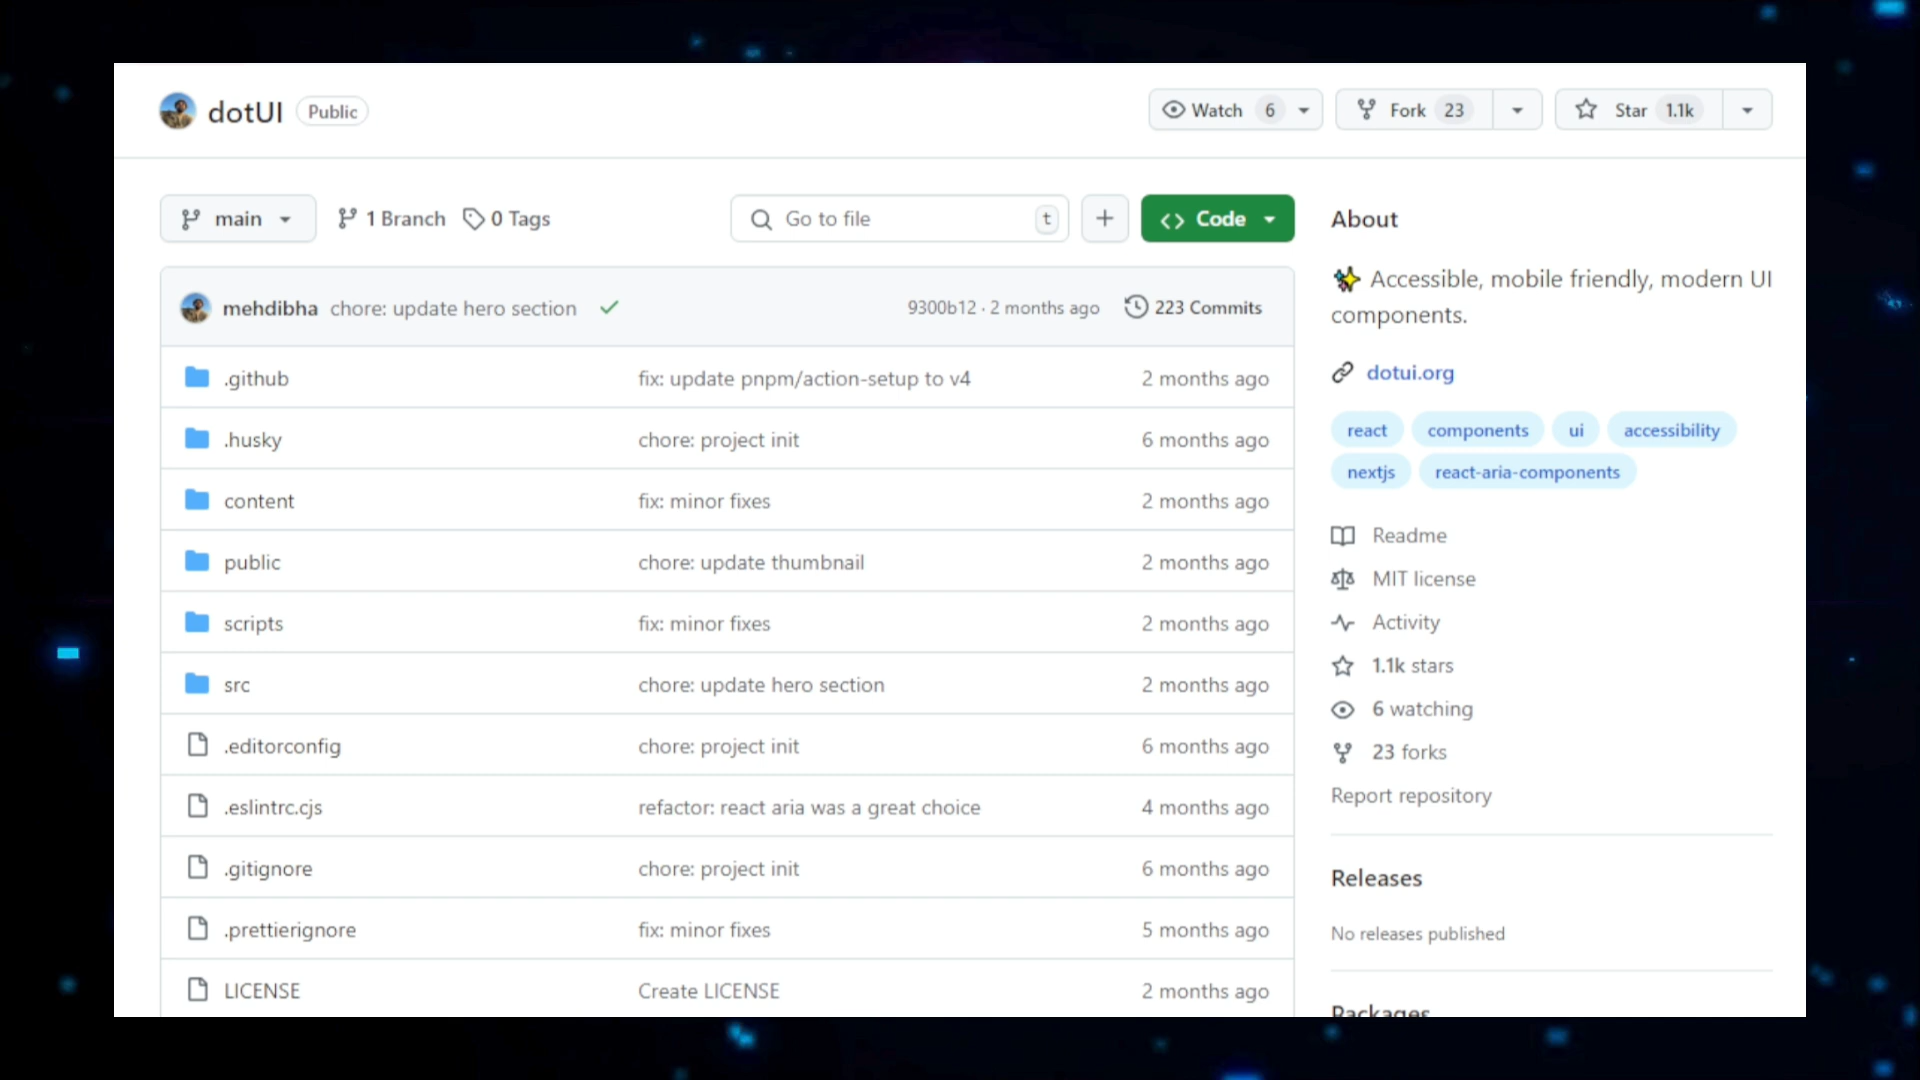 dotUI Public
Watch 6 Fork 23 Star 1.1k
main 1 Branch 0 Tags Go to file t + Code
mehdibha chore: update hero section 9300b12 · 2 months ago 223 Commits
.github fix: update pnpm/action-setup to v4 2 months ago
.husky chore: project init 6 months ago
content fix: minor fixes 2 months ago
public chore: update thumbnail 2 months ago
scripts fix: minor fixes 2 months ago
src chore: update hero section 2 months ago
.editorconfig chore: project init 6 months ago
.eslintrc.cjs refactor: react aria was a great choice 4 months ago
.gitignore chore: project init 6 months ago
.prettierignore fix: minor fixes 5 months ago
LICENSE Create LICENSE 2 months ago
About
Accessible, mobile friendly, modern UI
components.
dotui.org
react components ui accessibility
nextjs react-aria-components
Readme
MIT license
Activity
1.1k stars
6 watching
23 forks
Report repository
Releases
No releases published
Packages